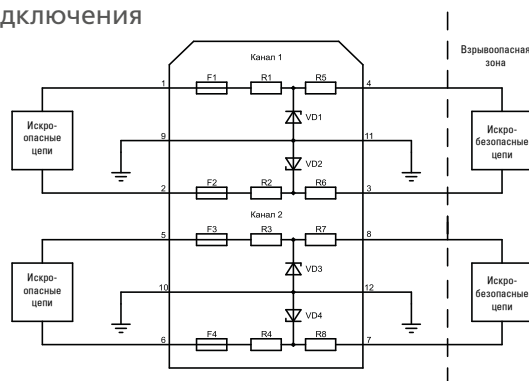 дключения
Взрывоопасная
зона
Канал 1
1 F1 R1 R5 4
VD1
Искро-
опасные
цепи
9 11
Искро-
безопасные
цепи
VD2
2 F2 R2 R6 3
Канал 2
5 F3 R3 R7 8
VD3
Искро-
опасные
цепи
10 12
Искро-
безопасные
цепи
VD4
6 F4 R4 R8 7